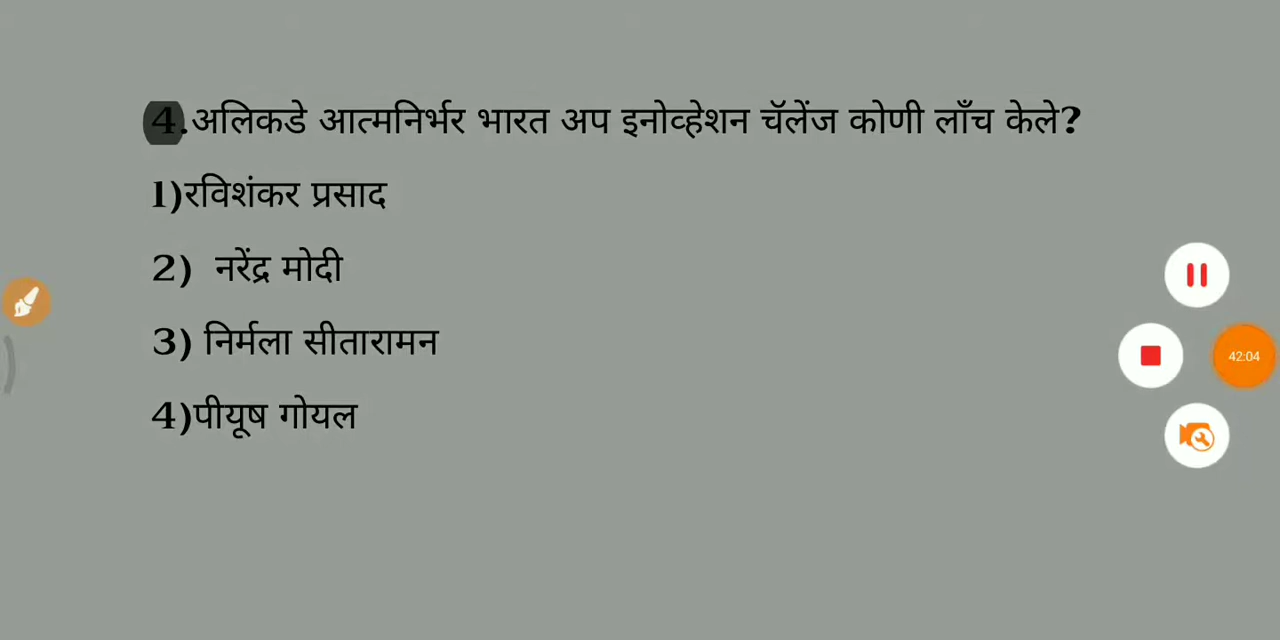 4.अलिकडे आत्मनिर्भर भारत अप इनोव्हेशन चॅलेंज कोणी लाँच केले?
1)रविशंकर प्रसाद
2) नरेंद्र मोदी
3) निर्मला सीतारामन
4)पीयूष गोयल
42:04